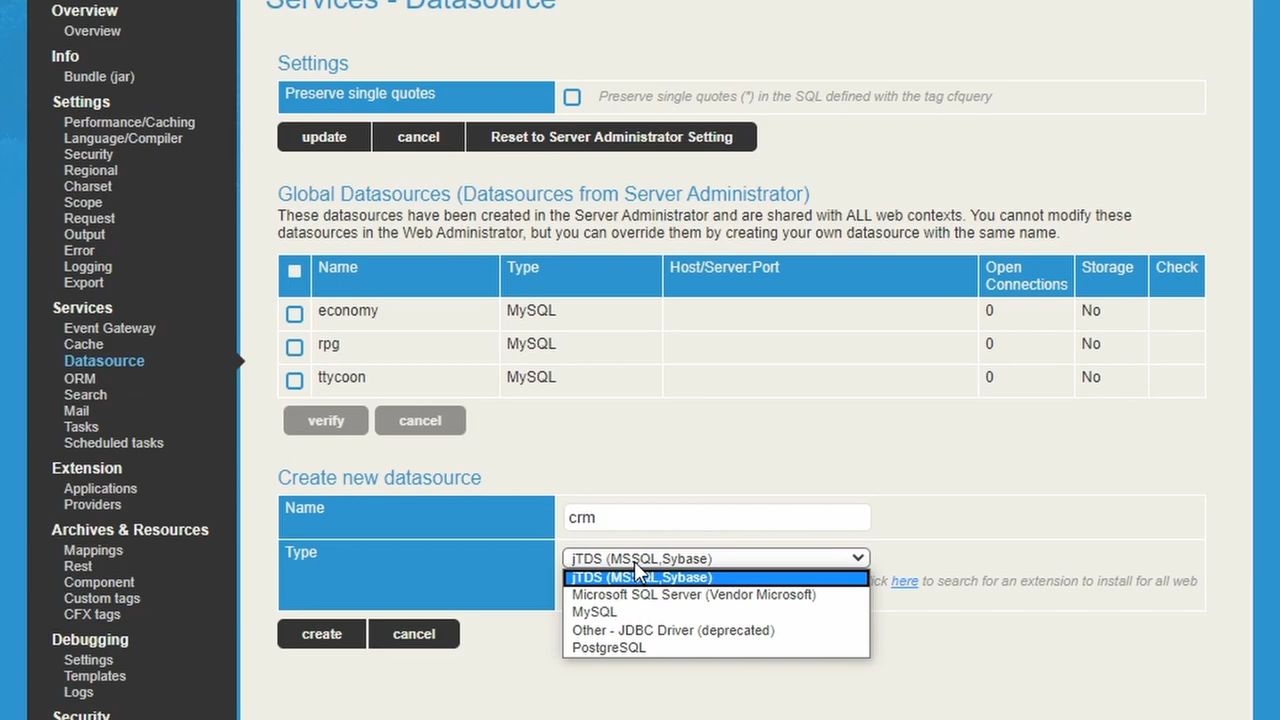 Services - Datasource
Overview
Overview
Info
Bundle (jar)
Settings
Performance/Caching
Language/Compiler
Security
Regional
Charset
Scope
Request
Output
Error
Logging
Export
Services
Event Gateway
Cache
Datasource
ORM
Search
Mail
Tasks
Scheduled tasks
Extension
Applications
Providers
Archives & Resources
Mappings
Rest
Component
Custom tags
CFX tags
Debugging
Settings
Templates
Logs
Security
Settings
Preserve single quotes
Preserve single quotes (") in the SQL defined with the tag cfquery
update cancel Reset to Server Administrator Setting
Global Datasources (Datasources from Server Administrator)
These datasources have been created in the Server Administrator and are shared with ALL web contexts. You cannot modify these
datasources in the Web Administrator, but you can override them by creating your own datasource with the same name.
Name Type Host/Server:Port Open Connections Storage Check
economy MySQL 0 No
rpg MySQL 0 No
ttycoon MySQL 0 No
verify cancel
Create new datasource
Name crm
Type jTDS (MSSQL,Sybase)
jTDS (MSSQL,Sybase)
here to search for an extension to install for all web
Microsoft SQL Server (Vendor Microsoft)
MySQL
Other - JDBC Driver (deprecated)
PostgreSQL
create cancel